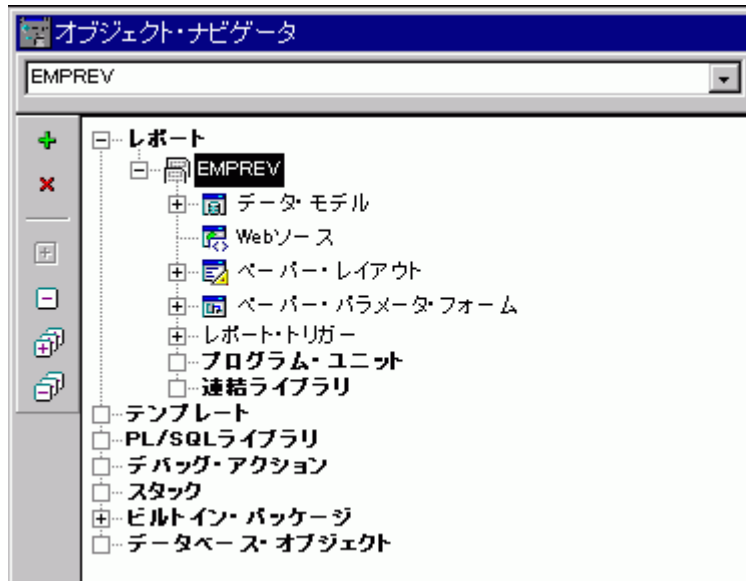 オブジェクト・ナビゲータ
EMPREV
レポート
EMPREV
データ・モデル
Webソース
ペーパー・レイアウト
ペーパー・パラメータ・フォーム
レポート・トリガー
プログラム・ユニット
連結ライブラリ
テンプレート
PL/SQLライブラリ
デバッグ・アクション
スタック
ビルトイン・パッケージ
データベース・オブジェクト